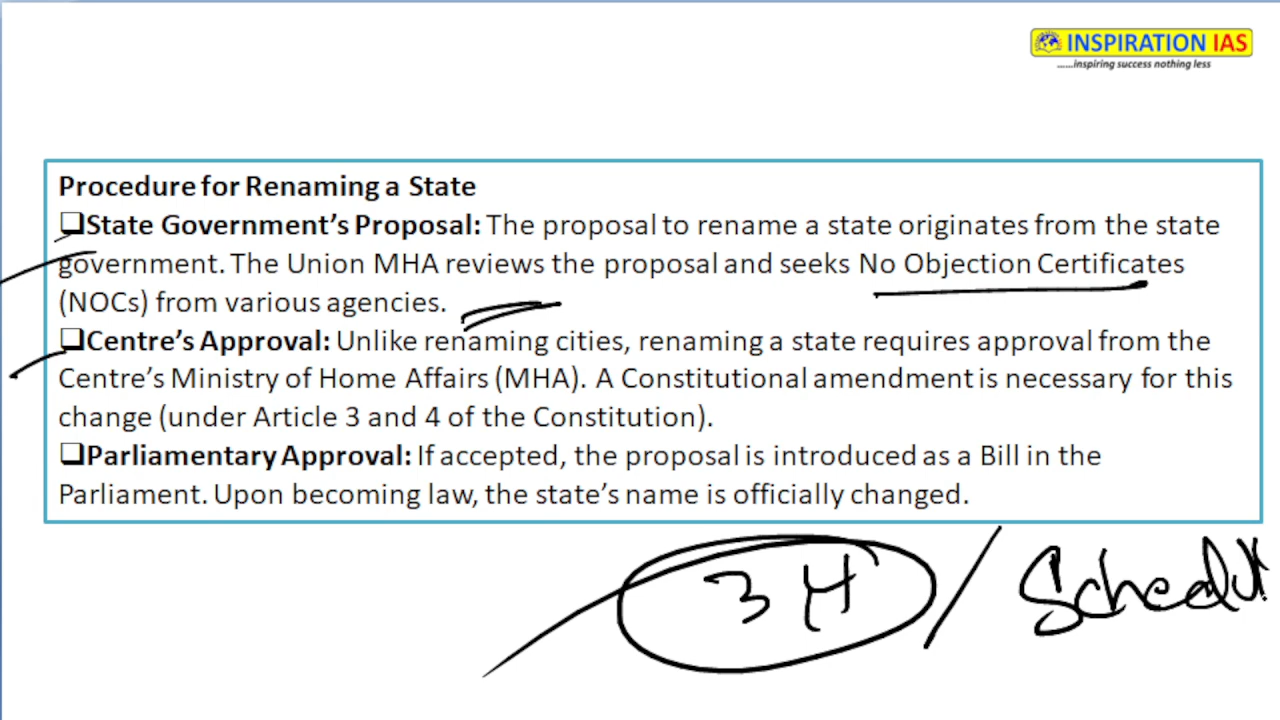 INSPIRATION IAS
......inspiring success nothing less
Procedure for Renaming a State
❑State Government’s Proposal: The proposal to rename a state originates from the state
government. The Union MHA reviews the proposal and seeks No Objection Certificates
(NOCs) from various agencies.
❑Centre’s Approval: Unlike renaming cities, renaming a state requires approval from the
Centre’s Ministry of Home Affairs (MHA). A Constitutional amendment is necessary for this
change (under Article 3 and 4 of the Constitution).
❑Parliamentary Approval: If accepted, the proposal is introduced as a Bill in the
Parliament. Upon becoming law, the state’s name is officially changed.
3 4 /